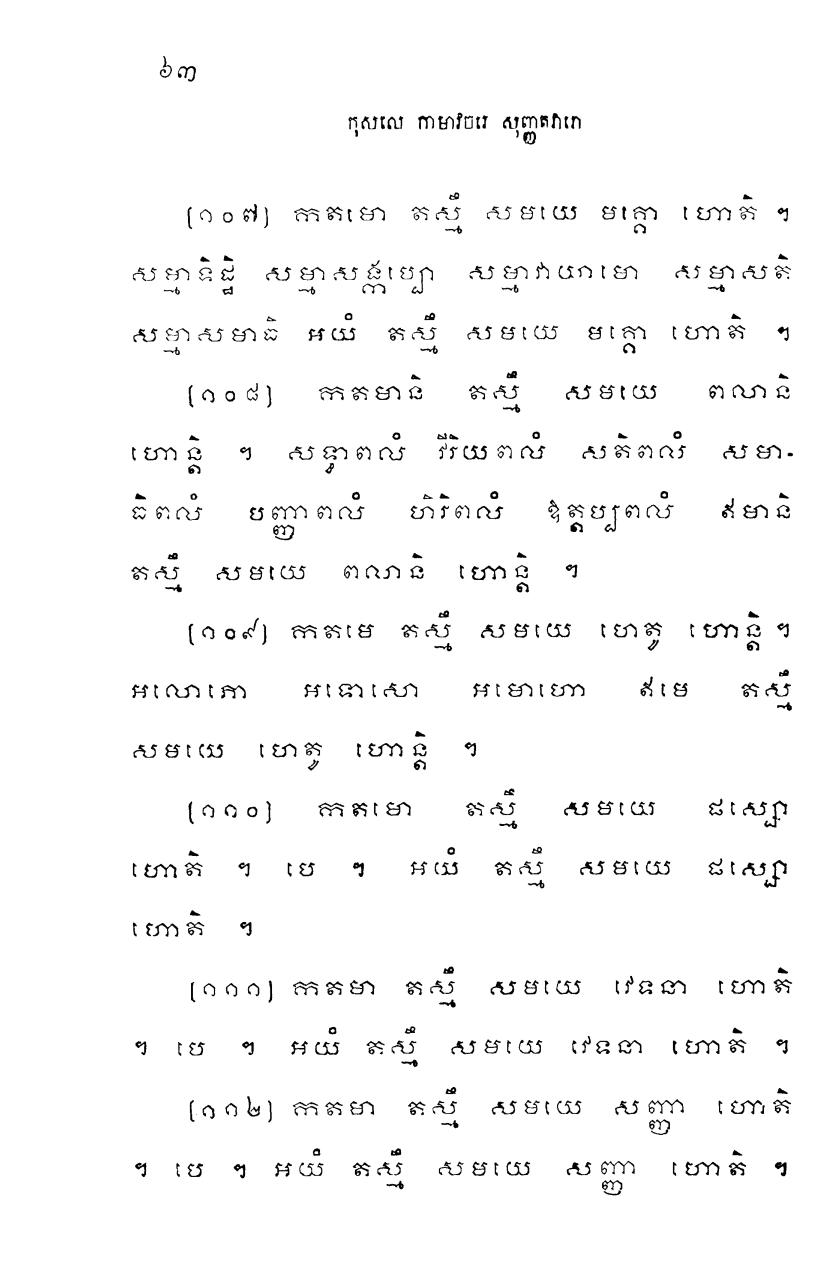 ៦៣
កុសលេ កាមាវចរេ សុញ្ញតវារោ
[១០៧] កតមោ តស្មឹ សមយេ មគ្គោ ហោតិ ។
សម្មាទិដ្ឋិ សម្មាសង្កប្បោ សម្មាវាយាមោ សម្មាសតិ
សម្មាសមាធិ អយំ តស្មឹ សមយេ មគ្គោ ហោតិ ។
[១០៨] កតមានិ តស្មឹ សមយេ ពលានិ
ហោន្តិ ។ សទ្ធាពលំ វីរិយពលំ សតិពលំ សមា-
ធិពលំ បញ្ញាពលំ ហិរិពលំ ឱត្តប្បពលំ ឥមានិ
តស្មឹ សមយេ ពលានិ ហោន្តិ ។
[១០៩] កតមេ តស្មឹ សមយេ ហេតូ ហោន្តិ ។
អលោភោ អទោសោ អមោហោ ឥមេ តស្មឹ
សមយេ ហេតូ ហោន្តិ ។
[១១០] កតមោ តស្មឹ សមយេ ផស្សោ
ហោតិ ។ បេ ។ អយំ តស្មឹ សមយេ ផស្សោ
ហោតិ ។
[១១១] កតមា តស្មឹ សមយេ វេទនា ហោតិ
។ បេ ។ អយំ តស្មឹ សមយេ វេទនា ហោតិ ។
[១១២] កតមា តស្មឹ សមយេ សញ្ញា ហោតិ
។ បេ ។ អយំ តស្មឹ សមយេ សញ្ញា ហោតិ ។